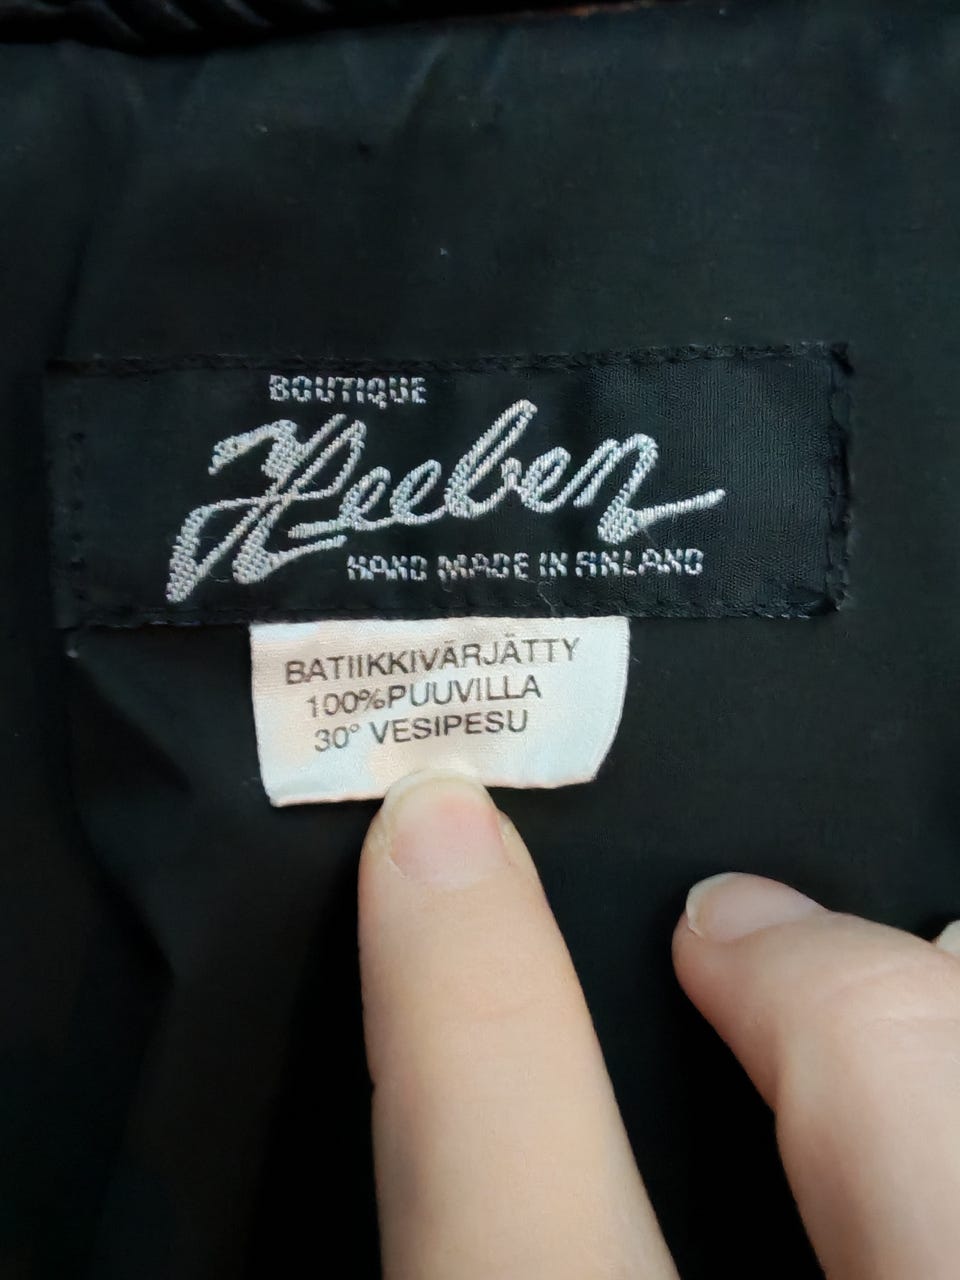 BOUTIQUE
Heeben
HAND MADE IN FINLAND
BATIIKKIVÄRJÄTTY
100%PUUVILLA
30° VESIPESU